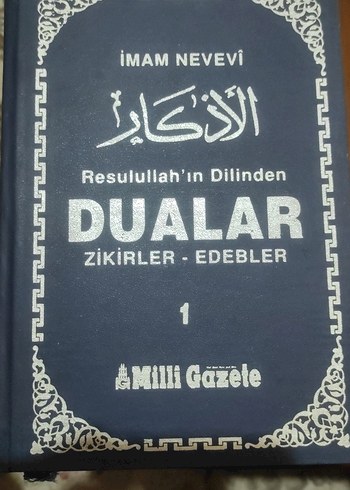 İMAM NEVEVÎ
الأذكار
Resulullah'ın Dilinden
DUALAR
ZİKİRLER - EDEBLER
1
Milli Gazete